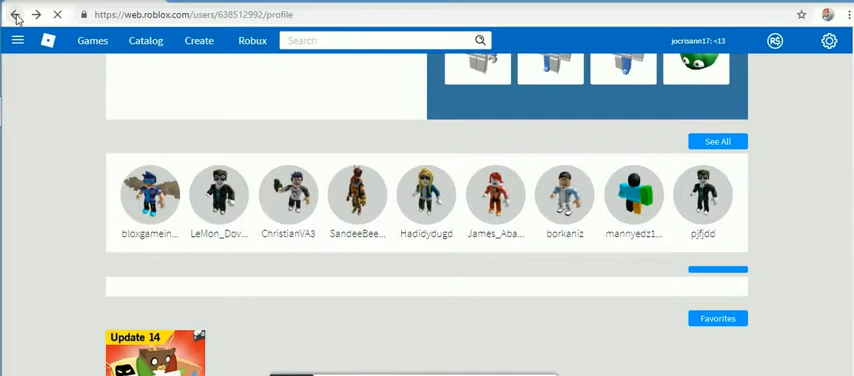 https://web.roblox.com/users/638512992/profile
Games Catalog Create Robux Search jocrisann17: <13
See All
bloxgamein... LeMon_Dov... ChristianVA3 SandeeBee... Hadidydugd James_Aba... borkaniz mannyedz1... pjfjdd
Favorites
Update 14